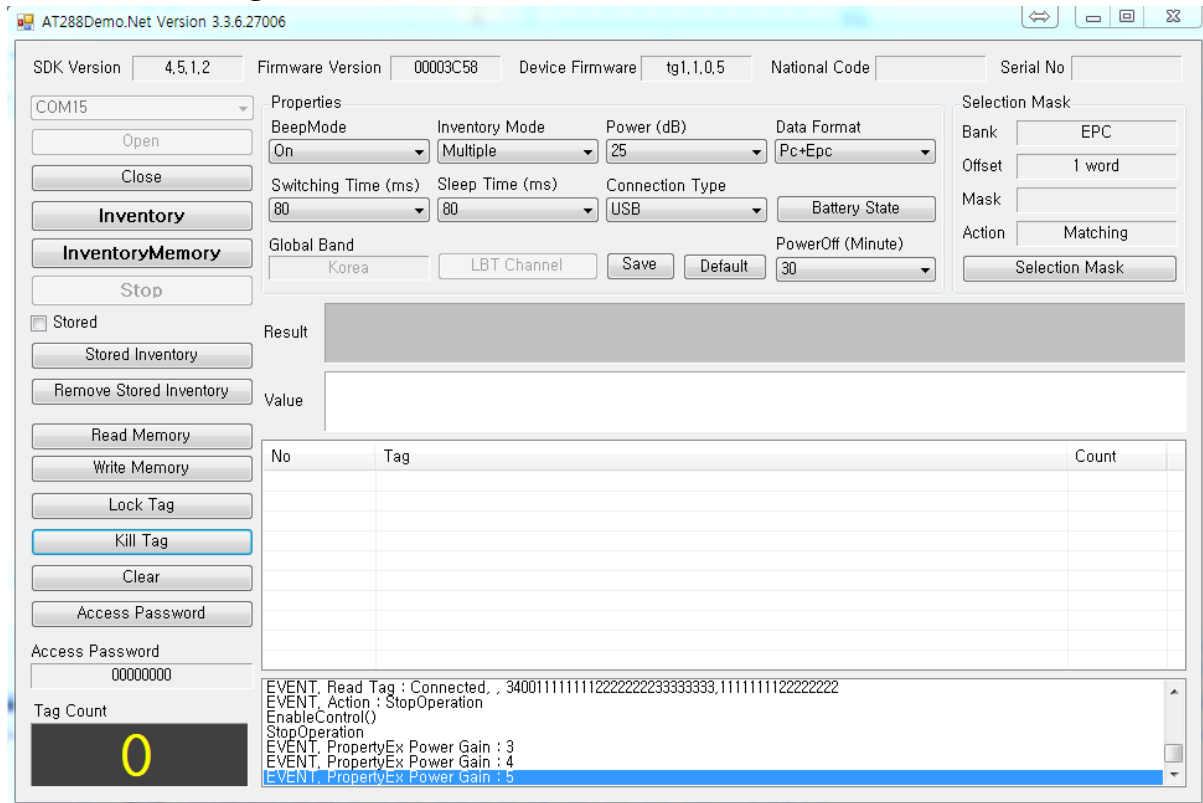 AT288Demo.Net Version 3.3.6.27006
SDK Version 4,5,1,2 Firmware Version 00003C58 Device Firmware tg1,1,0,5 National Code Serial No
COM15
Open
Close
Inventory
InventoryMemory
Stop
Stored
Stored Inventory
Remove Stored Inventory
Read Memory
Write Memory
Lock Tag
Kill Tag
Clear
Access Password
Access Password
00000000
Tag Count
0
Properties
BeepMode Inventory Mode Power (dB) Data Format
On Multiple 25 Pc+Epc
Switching Time (ms) Sleep Time (ms) Connection Type
80 80 USB Battery State
Global Band PowerOff (Minute)
Korea LBT Channel Save Default 30
Selection Mask
Bank EPC
Offset 1 word
Mask
Action Matching
Selection Mask
Result
Value
No Tag Count
EVENT, Action : StopOperation
EnableControl()
StopOperation
EVENT, PropertyEx Power Gain : 3
EVENT, PropertyEx Power Gain : 4
EVENT, PropertyEx Power Gain : 5